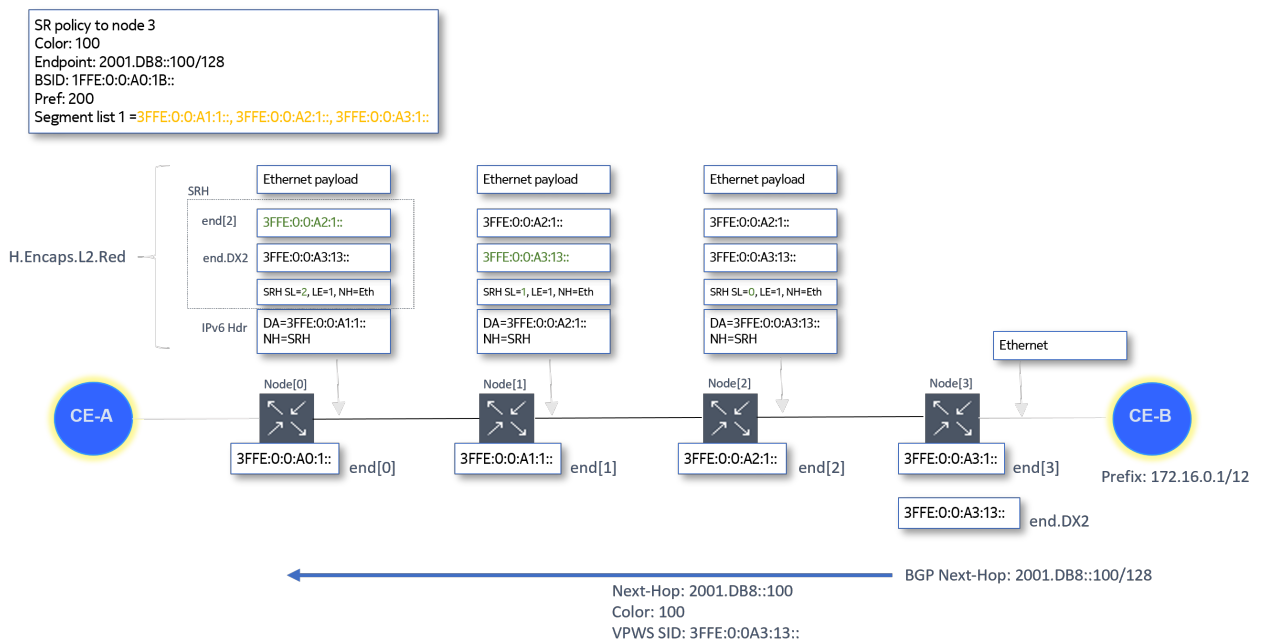 SR policy to node 3
Color: 100
Endpoint: 2001.DB8::100/128
BSID: 1FFE:0:0:A0:1B::
Pref: 200
Segment list 1 =3FFE:0:0:A1:1::, 3FFE:0:0:A2:1::, 3FFE:0:0:A3:1::
H.Encaps.L2.Red
SRH
end[2]
end.DX2
IPv6 Hdr
Ethernet payload
3FFE:0:0:A2:1::
3FFE:0:0:A3:13::
SRH SL=2, LE=1, NH=Eth
DA=3FFE:0:0:A1:1::
NH=SRH
Ethernet payload
3FFE:0:0:A2:1::
3FFE:0:0:A3:13::
SRH SL=1, LE=1, NH=Eth
DA=3FFE:0:0:A2:1::
NH=SRH
Ethernet payload
3FFE:0:0:A2:1::
3FFE:0:0:A3:13::
SRH SL=0, LE=1, NH=Eth
DA=3FFE:0:0:A3:13::
NH=SRH
Ethernet
CE-A
Node[0]
3FFE:0:0:A0:1::
end[0]
Node[1]
3FFE:0:0:A1:1::
end[1]
Node[2]
3FFE:0:0:A2:1::
end[2]
Node[3]
3FFE:0:0:A3:1::
end[3]
3FFE:0:0:A3:13::
end.DX2
CE-B
Prefix: 172.16.0.1/12
BGP Next-Hop: 2001.DB8::100/128
Next-Hop: 2001.DB8::100
Color: 100
VPWS SID: 3FFE:0:0A3:13::